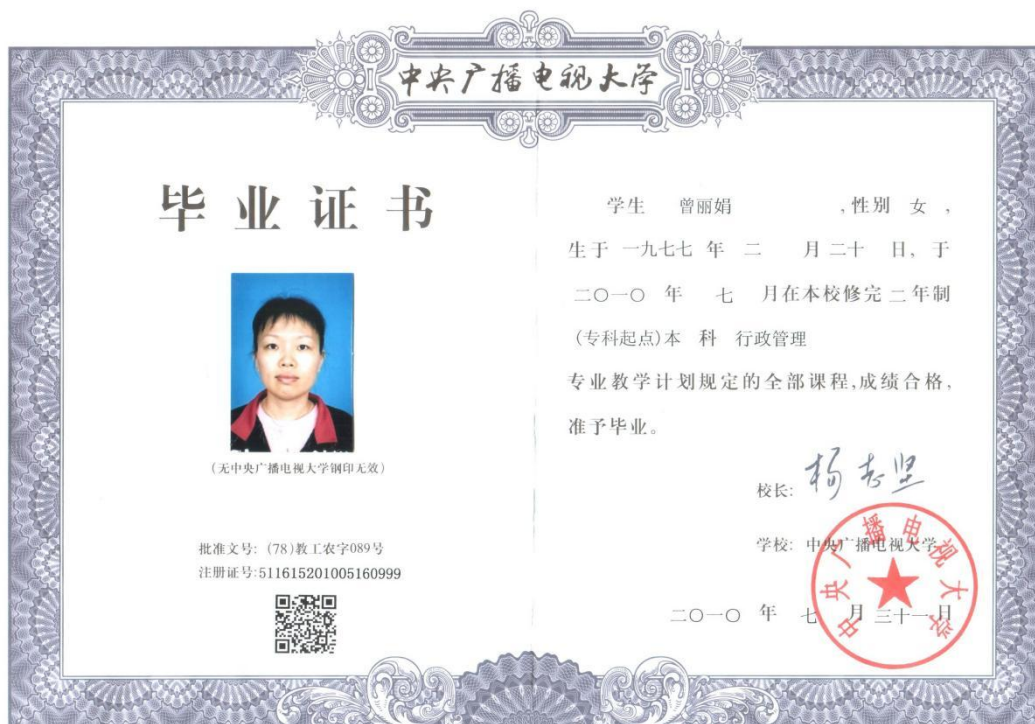 中央广播电视大学
毕业证书
(无中央广播电视大学钢印无效)
批准文号: (78)教工农字089号
注册证号:511615201005160999
学生 曾丽娟 ,性别 女 ,
生于 一九七七 年 二 月 二十 日, 于
二〇一〇 年 七 月在本校修完 二 年制
(专科起点)本 科 行政管理
专业教学计划规定的全部课程,成绩合格,
准予毕业。
校长: 杨志坚
学校: 中央广播电视大学
二〇一〇 年 七 月 三十一 日
中央广播电视大学